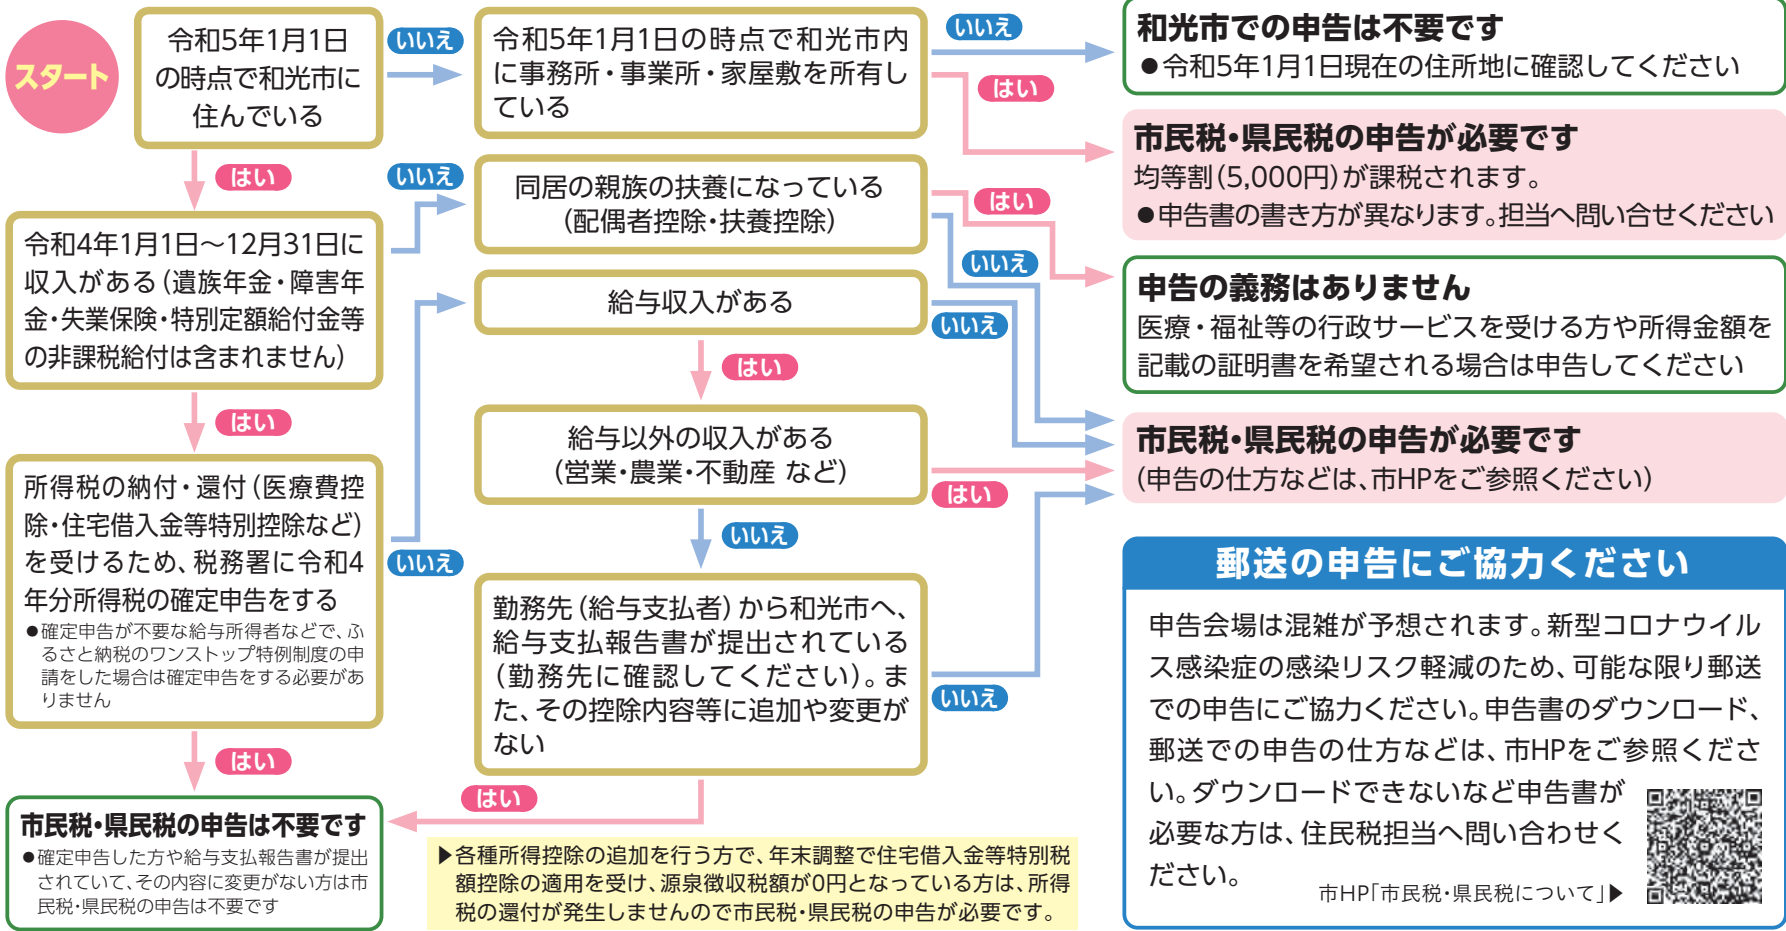 スタート
令和5年1月1日
の時点で和光市に
住んでいる
いいえ
はい
令和5年1月1日の時点で和光市内
に事務所・事業所・家屋敷を所有し
ている
いいえ
はい
和光市での申告は不要です
●令和5年1月1日現在の住所地に確認してください
市民税・県民税の申告が必要です
均等割(5,000円)が課税されます。
●申告書の書き方が異なります。担当へ問い合せください
令和4年1月1日～12月31日に
収入がある(遺族年金・障害年
金・失業保険・特別定額給付金等
の非課税給付は含まれません)
いいえ
はい
同居の親族の扶養になっている
(配偶者控除・扶養控除)
はい
いいえ
申告の義務はありません
医療・福祉等の行政サービスを受ける方や所得金額を
記載の証明書を希望される場合は申告してください
給与収入がある
いいえ
はい
給与以外の収入がある
(営業・農業・不動産 など)
はい
いいえ
市民税・県民税の申告が必要です
(申告の仕方などは、市HPをご参照ください)
所得税の納付・還付(医療費控
除・住宅借入金等特別控除など)
を受けるため、税務署に令和4
年分所得税の確定申告をする
●確定申告が不要な給与所得者などで、ふ
るさと納税のワンストップ特例制度の申
請をした場合は確定申告をする必要があ
りません
いいえ
はい
勤務先(給与支払者)から和光市へ、
給与支払報告書が提出されている
(勤務先に確認してください)。ま
た、その控除内容等に追加や変更が
ない
いいえ
はい
市民税・県民税の申告は不要です
●確定申告した方や給与支払報告書が提出
されていて、その内容に変更がない方は市
民税・県民税の申告は不要です
▶各種所得控除の追加を行う方で、年末調整で住宅借入金等特別税
額控除の適用を受け、源泉徴収税額が0円となっている方は、所得
税の還付が発生しませんので市民税・県民税の申告が必要です。
郵送の申告にご協力ください
申告会場は混雑が予想されます。新型コロナウイル
ス感染症の感染リスク軽減のため、可能な限り郵送
での申告にご協力ください。申告書のダウンロード、
郵送での申告の仕方などは、市HPをご参照くださ
い。ダウンロードできないなど申告書が
必要な方は、住民税担当へ問い合わせく
ださい。
市HP「市民税・県民税について」▶